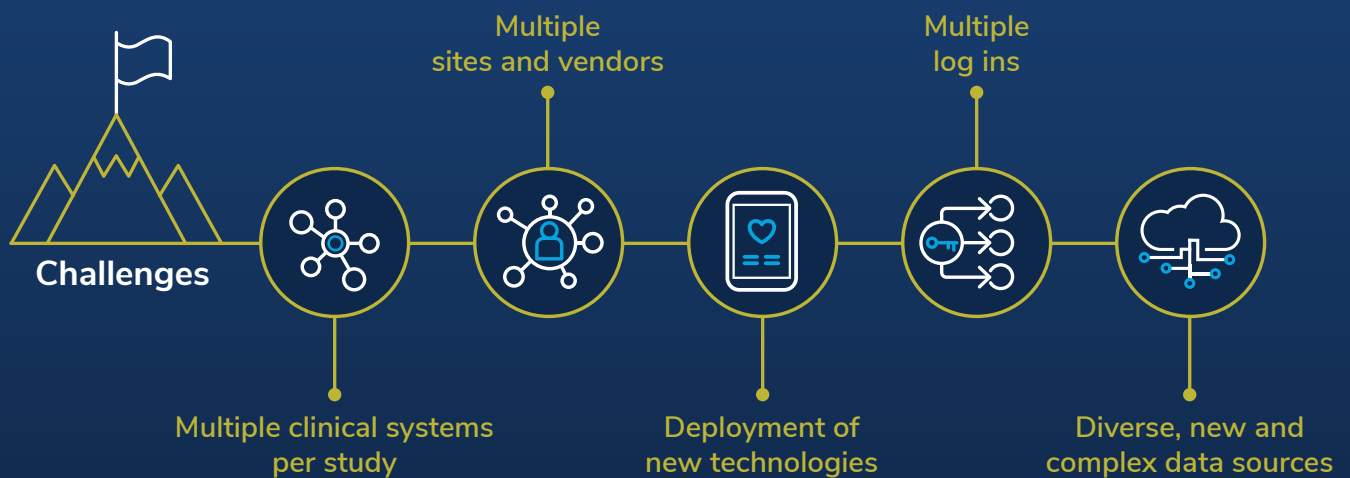 Challenges
Multiple clinical systems
per study
Multiple
sites and vendors
Deployment of
new technologies
Multiple
log ins
Diverse, new and
complex data sources